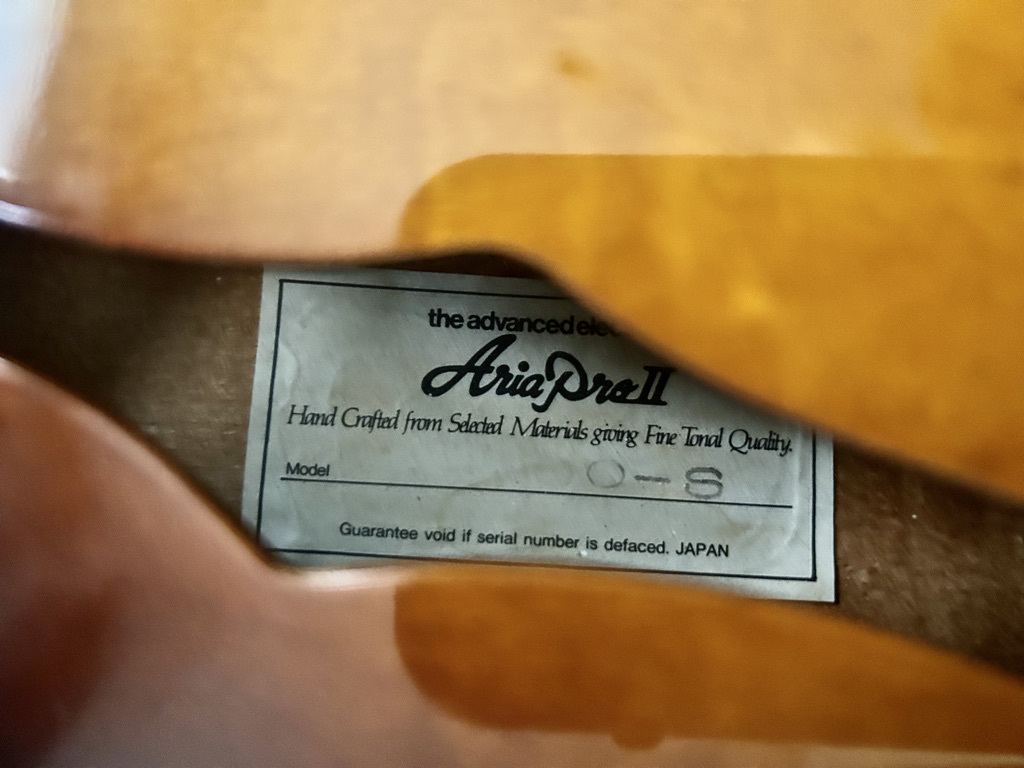 the advanced ele
Aria Pro II
Hand Crafted from Selected Materials giving Fine Tonal Quality.
Model O-S
Guarantee void if serial number is defaced. JAPAN